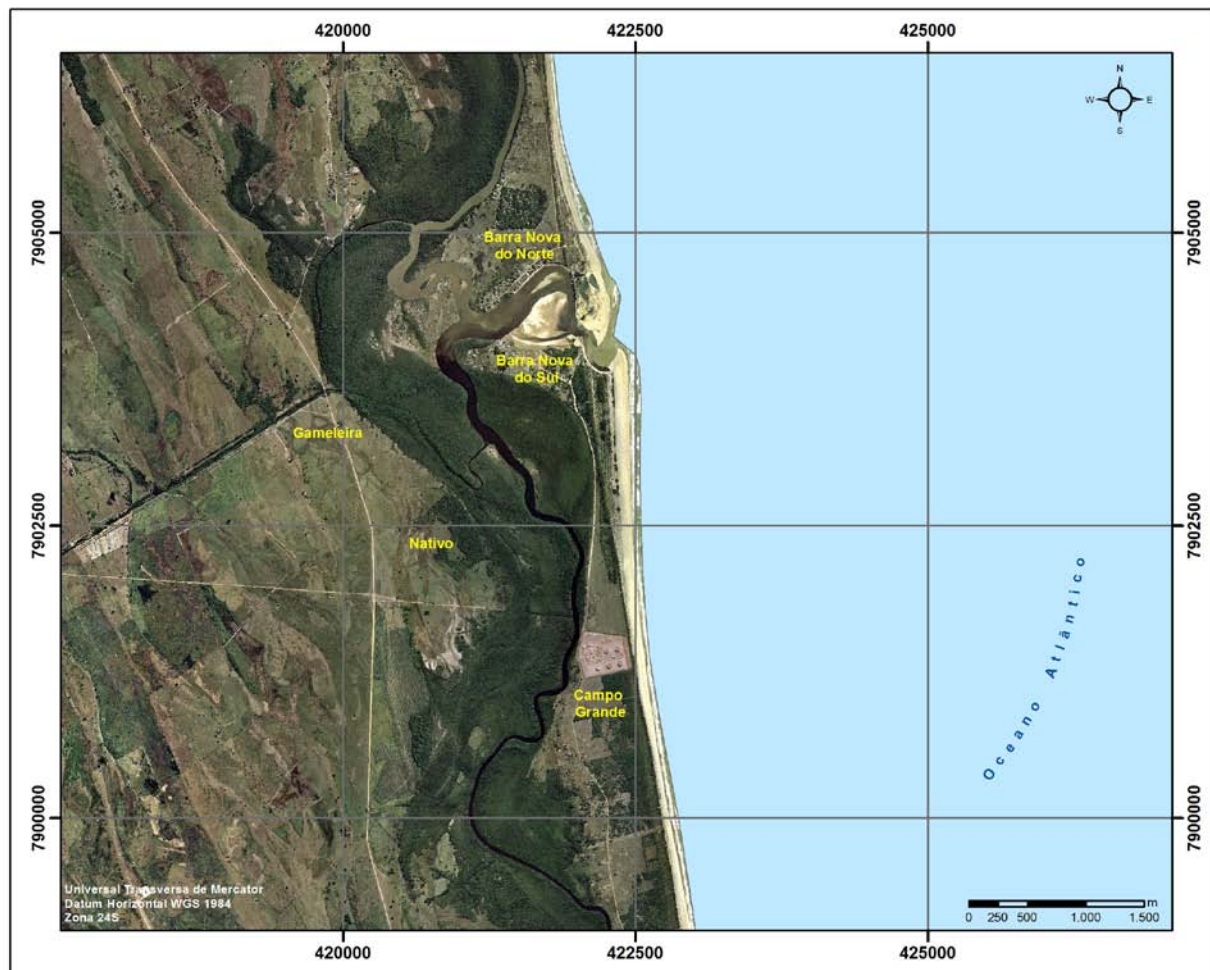 420000
422500
425000
N
W
E
S
7905000
7905000
Barra Nova
do Norte
Barra Nova
do Sul
Gameleira
7902500
7902500
Nativo
Campo
Grande
Oceano Atlântico
7900000
7900000
Universal Transversa de Mercator
Datum Horizontal WGS 1984
Zona 24S
m
0 250 500 1.000 1.500
420000
422500
425000